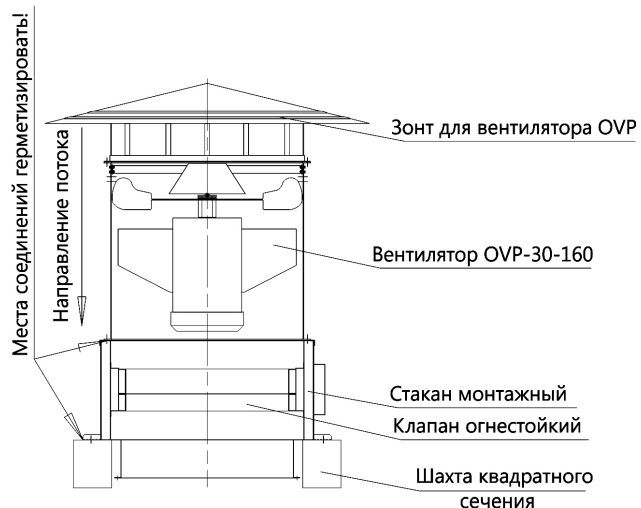 Места соединений герметизировать!
Направление потока
Зонт для вентилятора OVP
Вентилятор OVP-30-160
Стакан монтажный
Клапан огнестойкий
Шахта квадратного
сечения